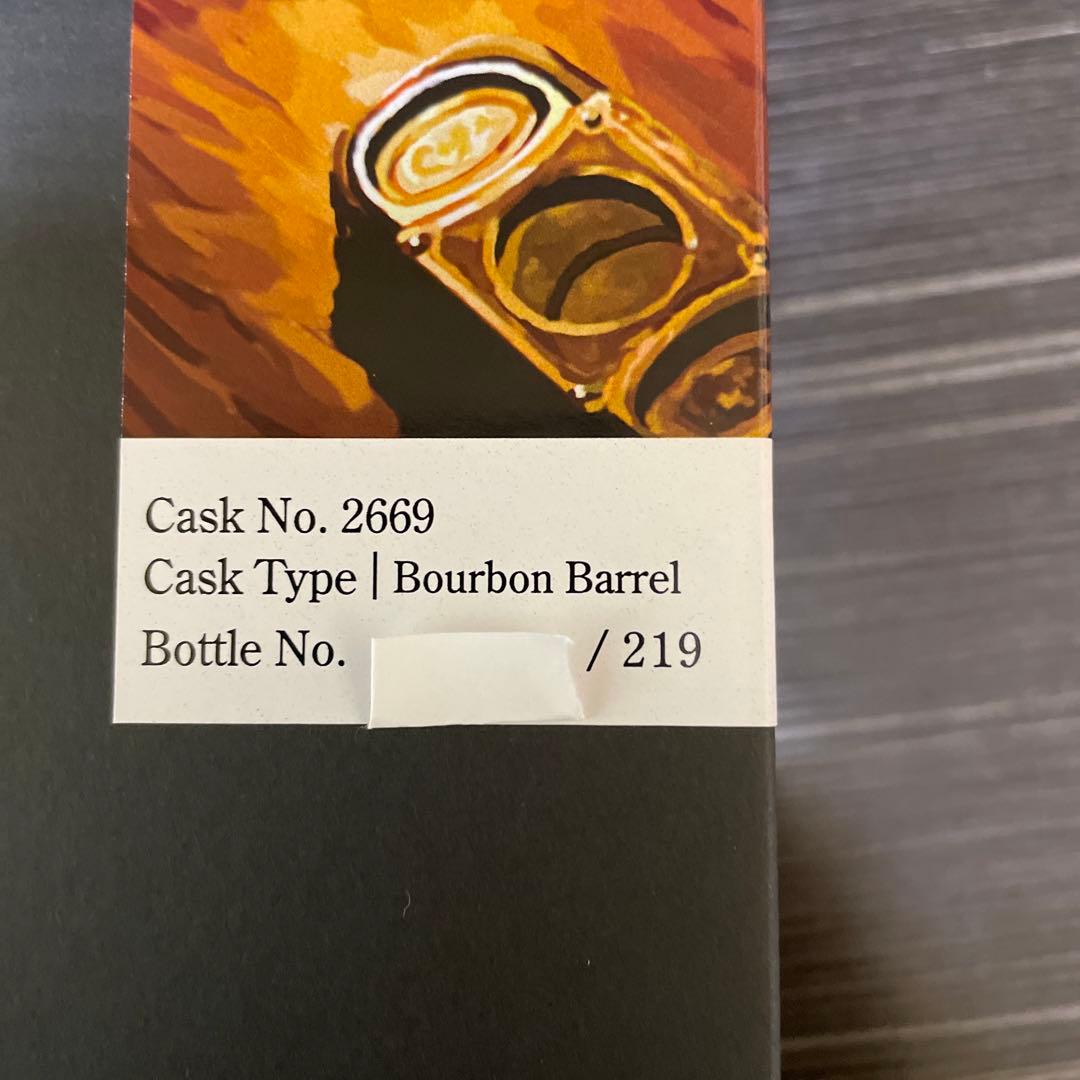 Cask No. 2669
Cask Type | Bourbon Barrel
Bottle No. / 219